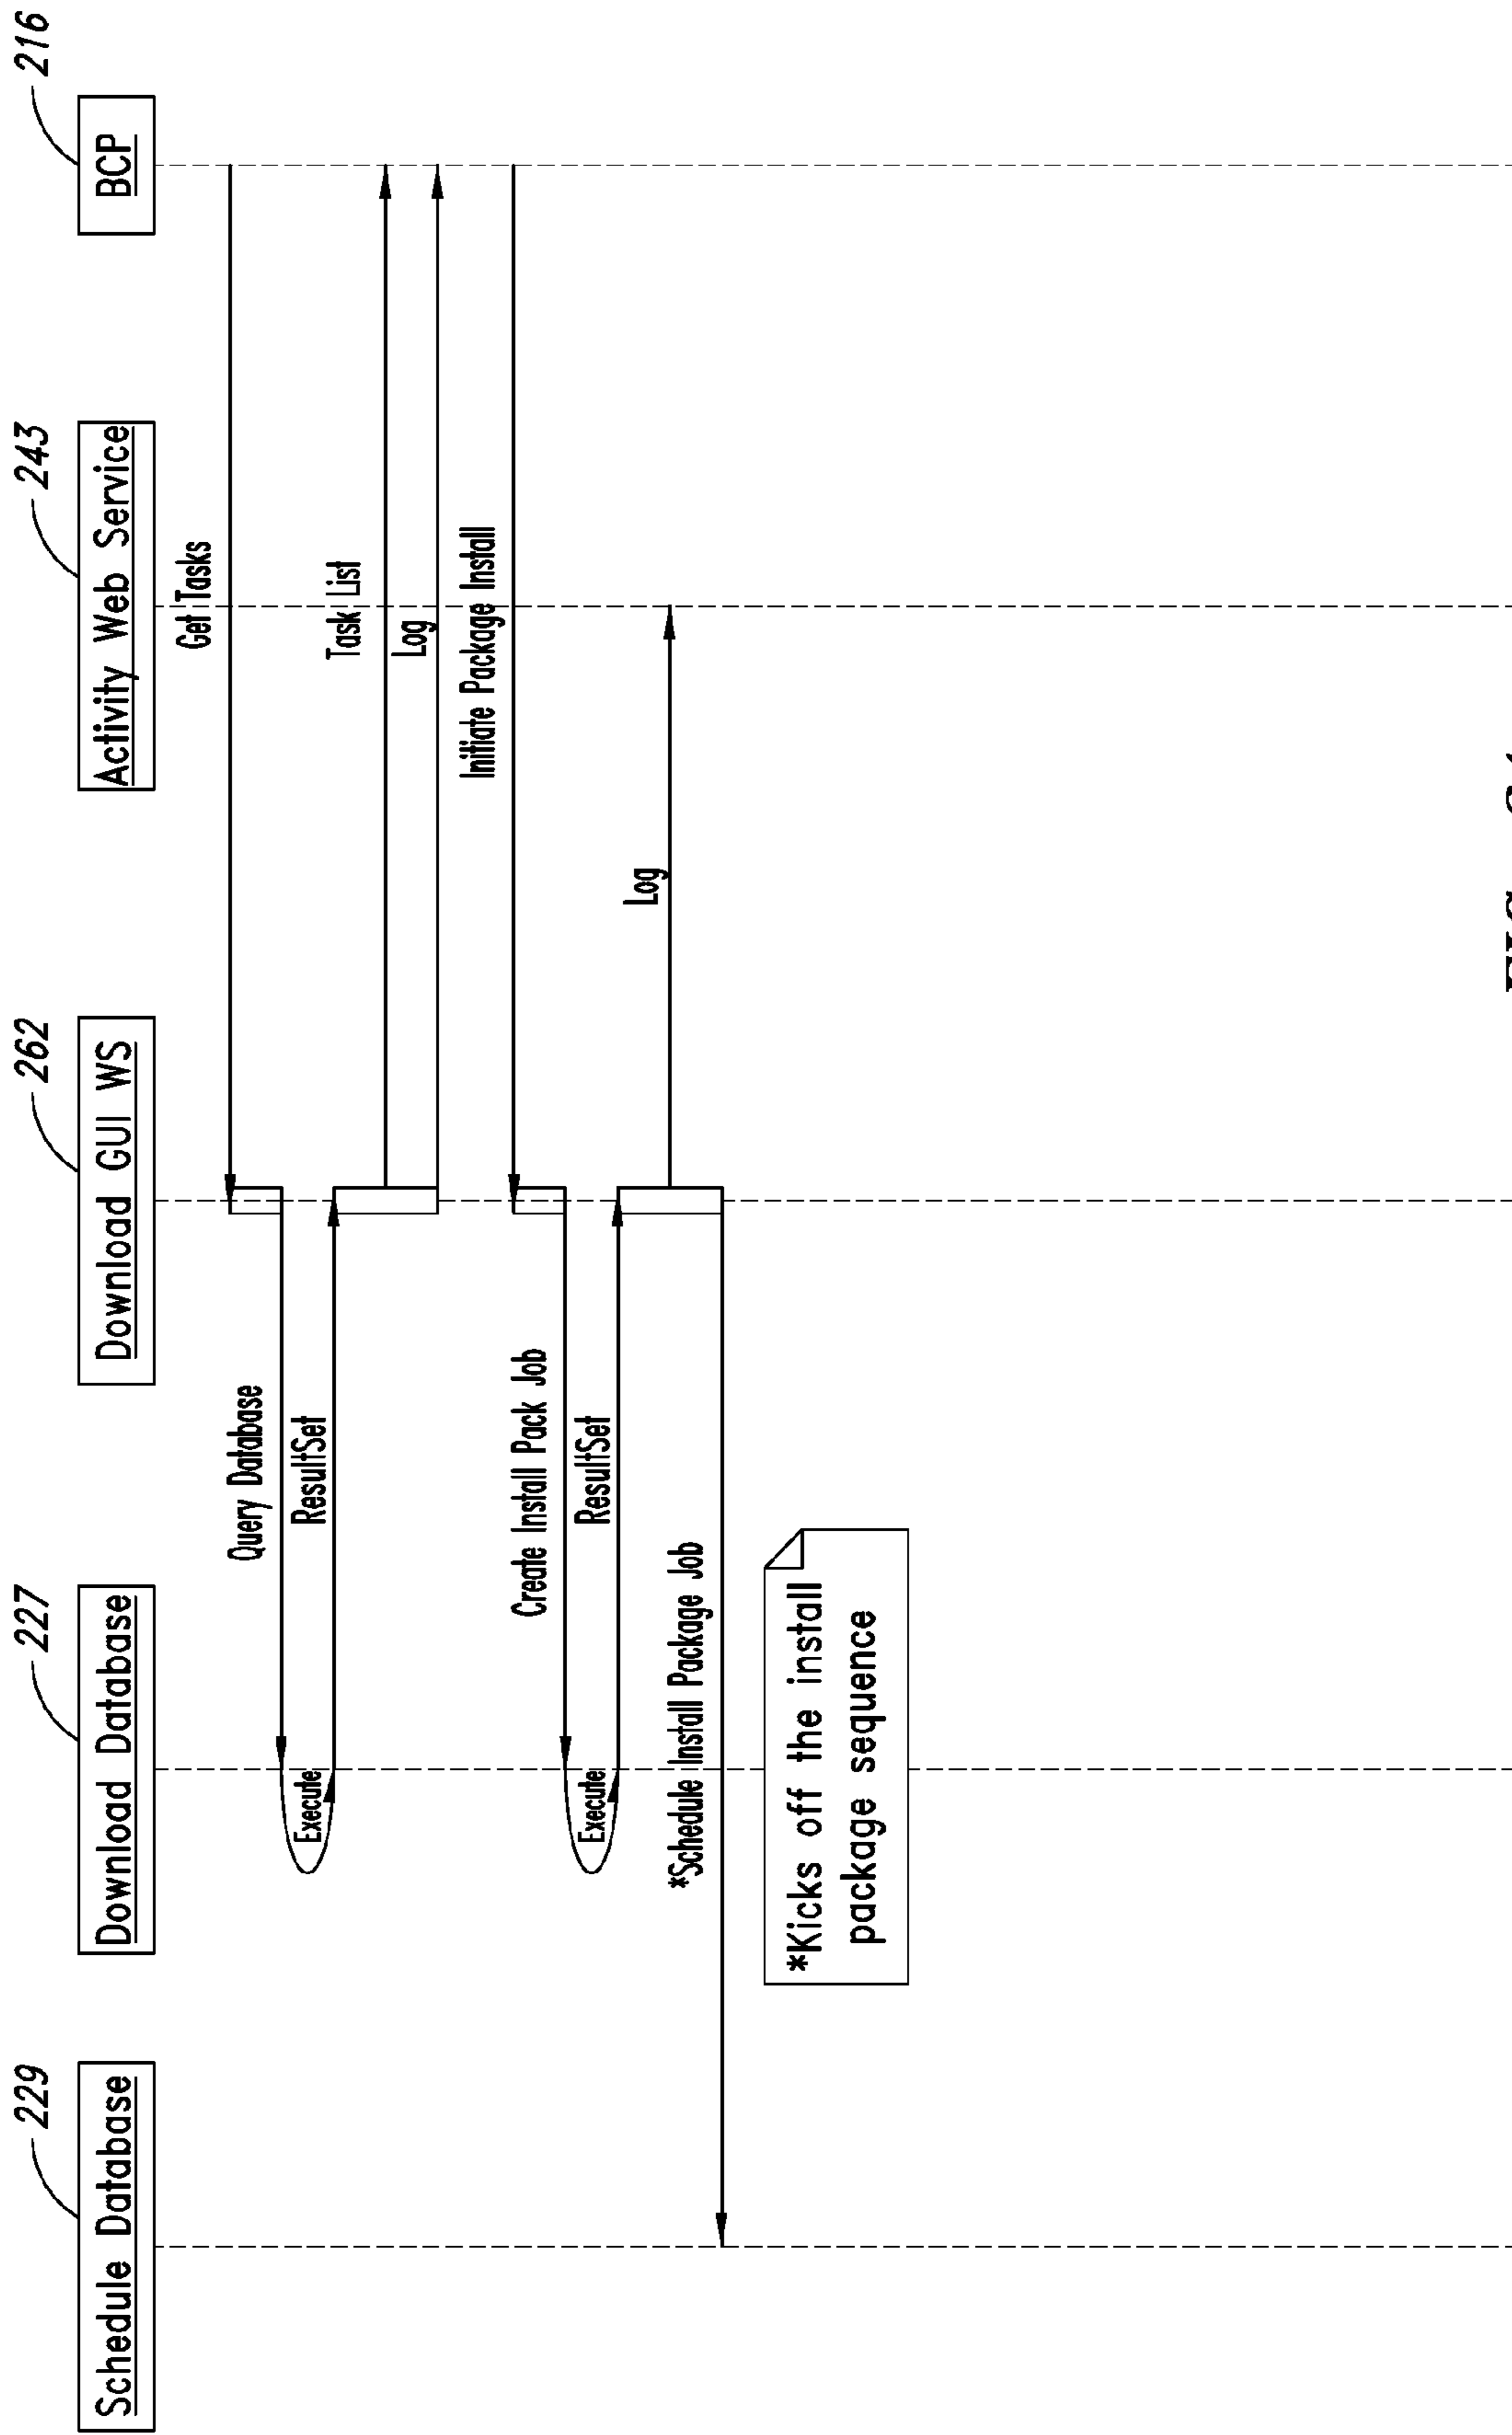 229
227
262
243
216
Schedule Database
Download Database
Download GUI WS
Activity Web Service
BCP
Get Tasks
Query Database
Execute
ResultSet
Task List
Log
Initiate Package Install
Create Install Pack Job
Execute
ResultSet
Log
*Schedule Install Package Job
*Kicks off the install
package sequence